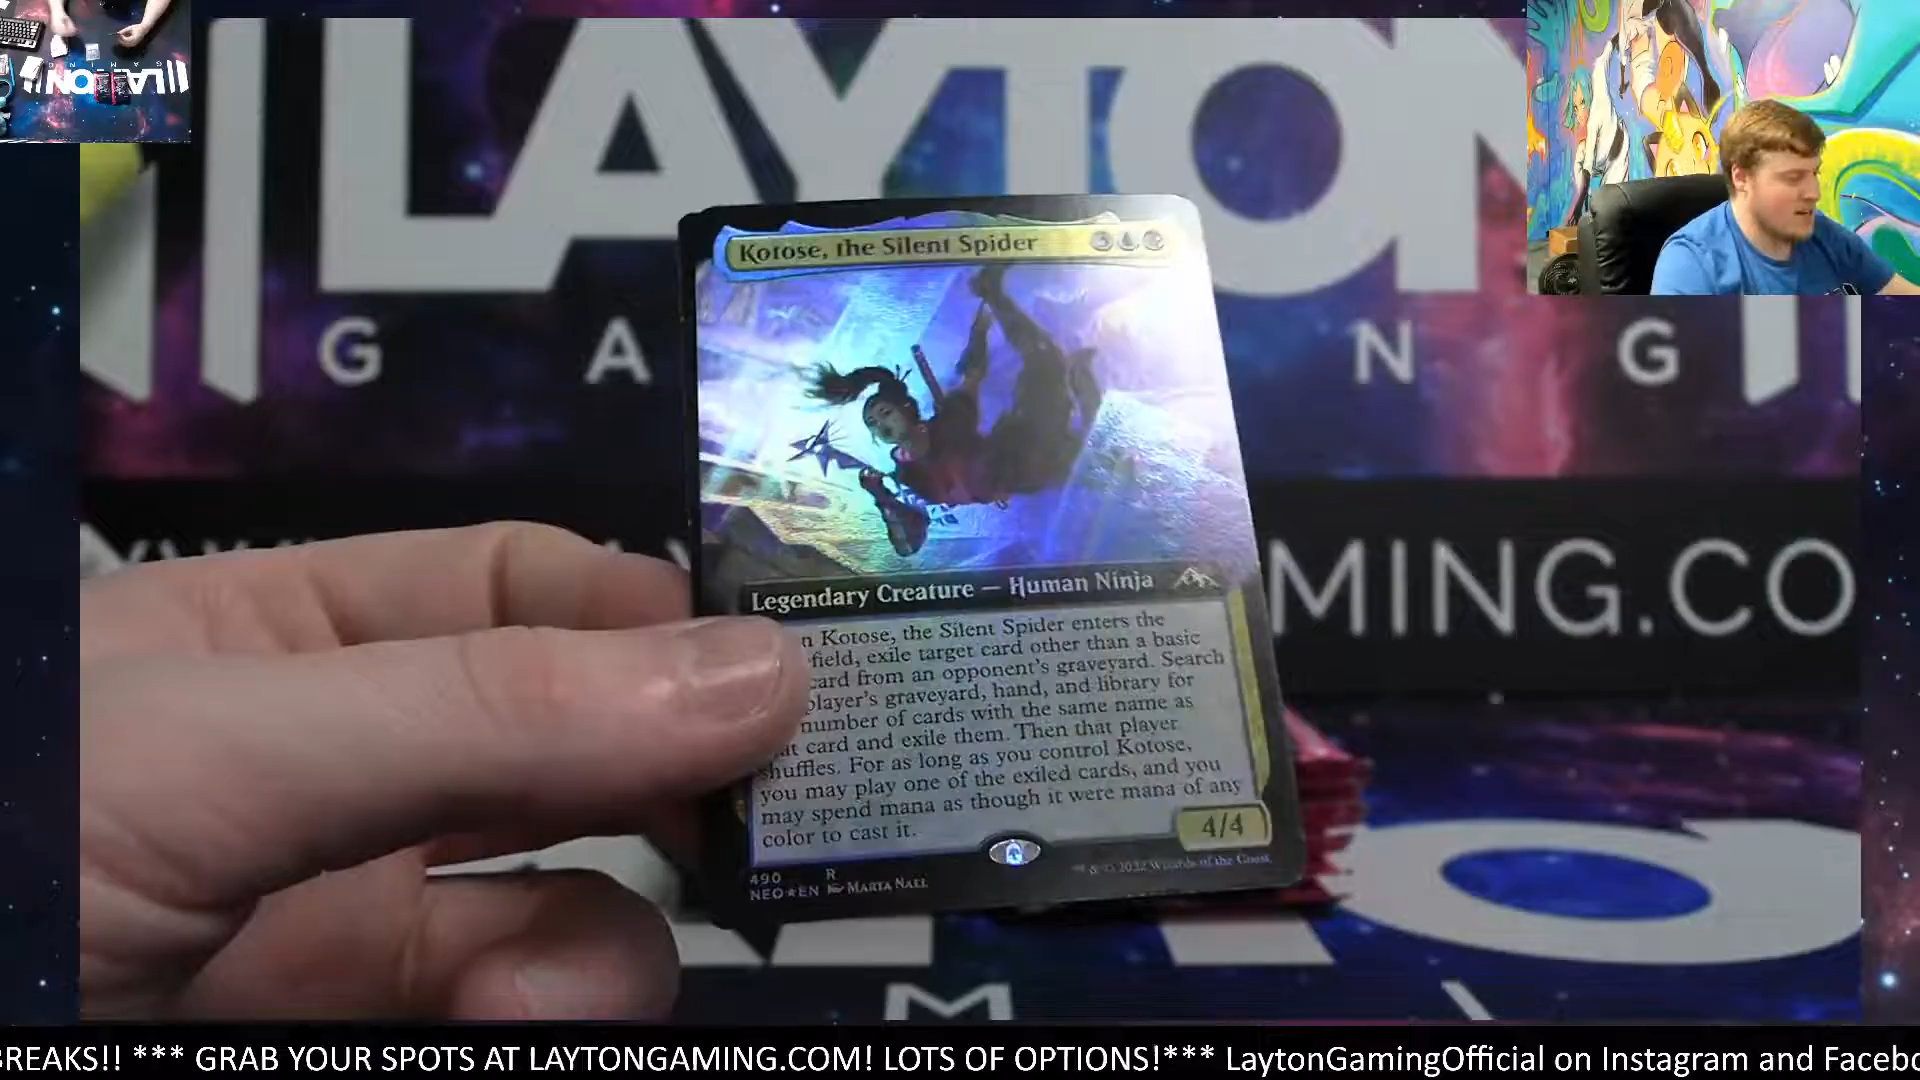 LAYTON
G A N G
Kotose, the Silent Spider
Legendary Creature — Human Ninja
n Kotose, the Silent Spider enters the
field, exile target card other than a basic
card from an opponent's graveyard. Search
player's graveyard, hand, and library for
number of cards with the same name as
at card and exile them. Then that player
shuffles. For as long as you control Kotose,
you may play one of the exiled cards, and you
may spend mana as though it were mana of any
color to cast it.
4/4
490 R
NEO★EN Marta Nael
™ & © 2022 Wizards of the Coast
MING.CO
BREAKS!! *** GRAB YOUR SPOTS AT LAYTONGAMING.COM! LOTS OF OPTIONS!*** LaytonGamingOfficial on Instagram and Facebo